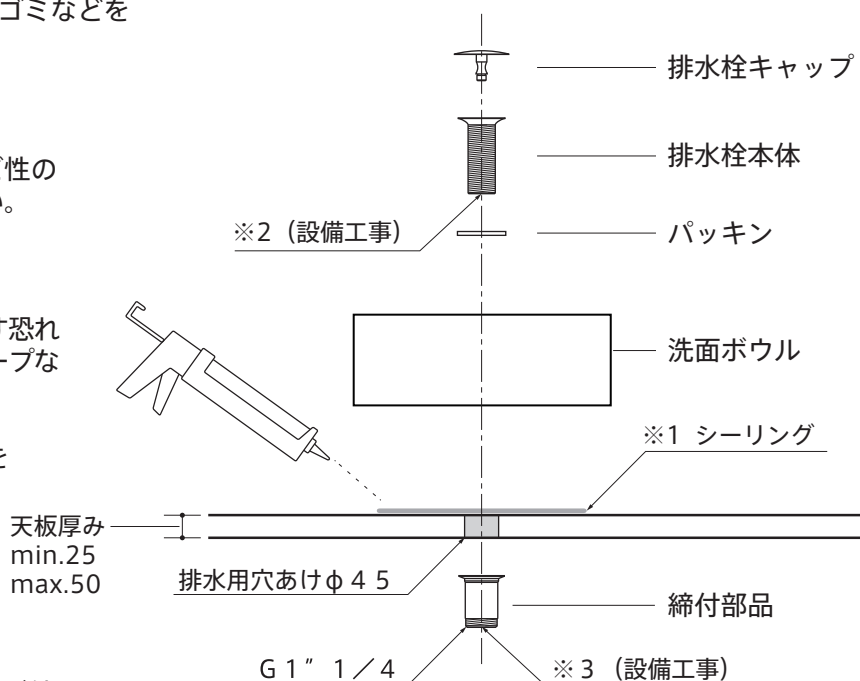 ゴミなどを
排水栓キャップ
排水栓本体
性の
い。
※2（設備工事）
パッキン
す恐れ
ープな
洗面ボウル
※1 シーリング
を
天板厚み
min.25
max.50
排水用穴あけφ４５
締付部品
Ｇ１”１／４
※３（設備工事）